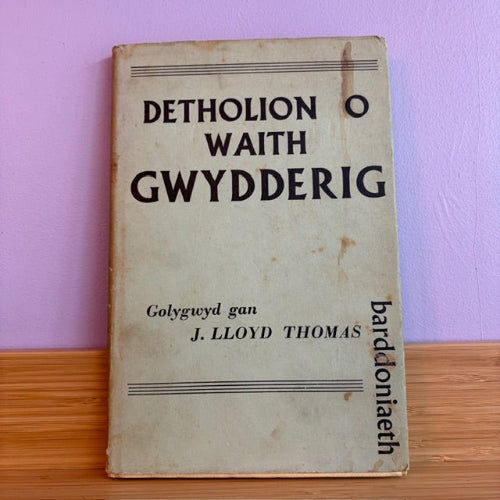 DETHOLION O
WAITH
GWYDDERIG
Golygwyd gan
J. LLOYD THOMAS
barddoniaeth